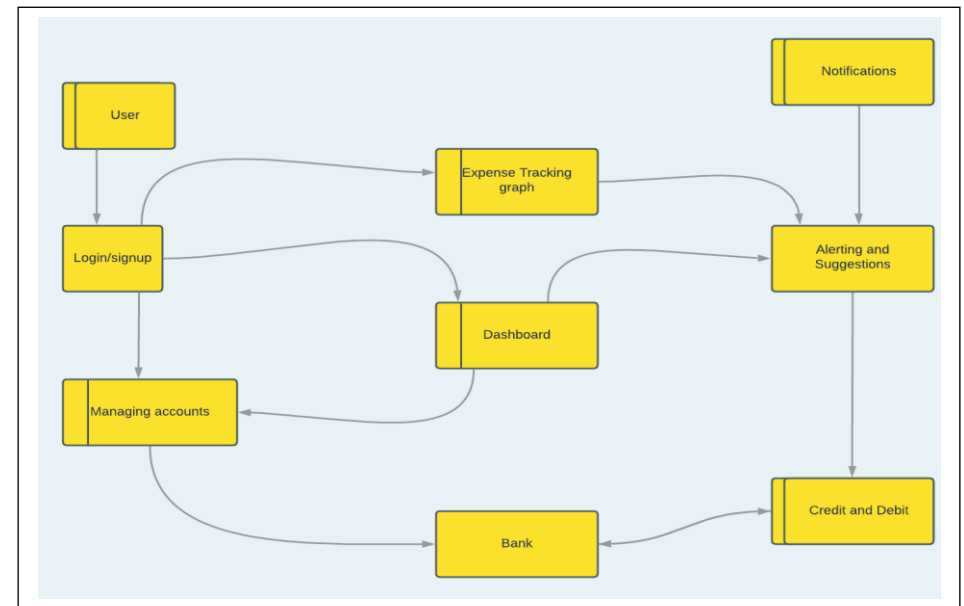 Notifications
User
Expense Tracking
graph
Login/signup
Alerting and
Suggestions
Dashboard
Managing accounts
Credit and Debit
Bank